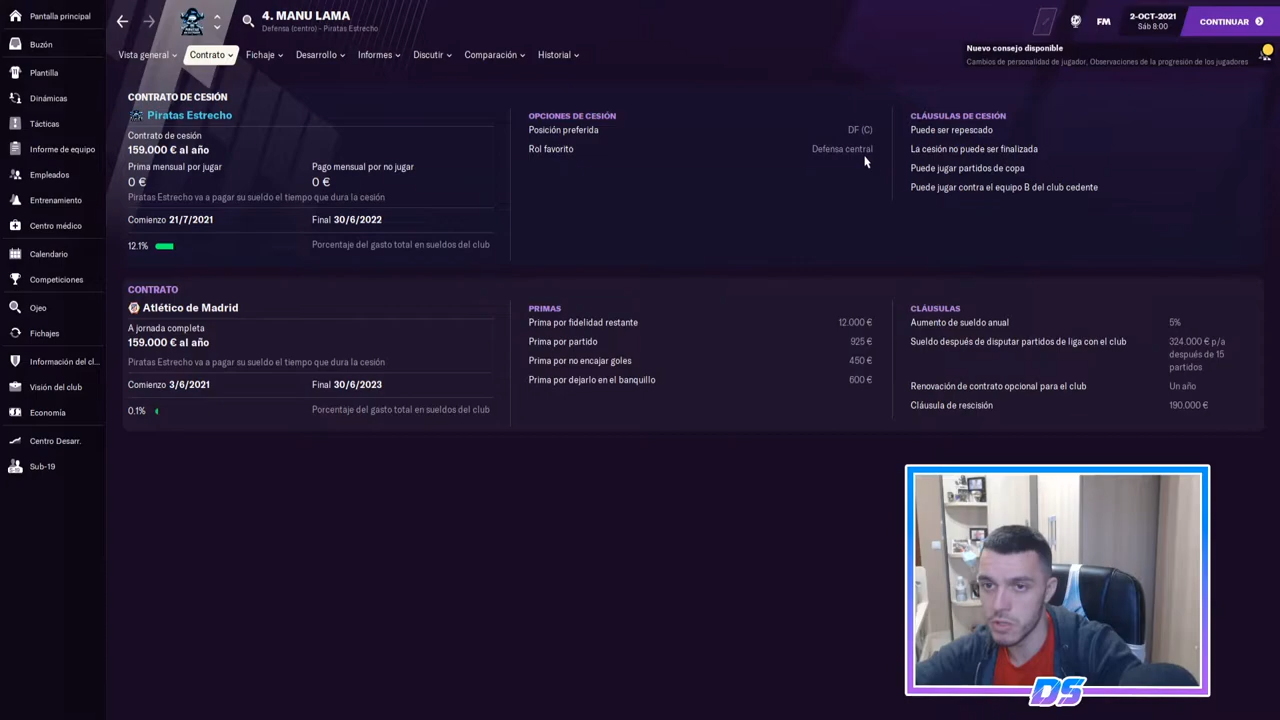 Pantalla principal
Buzón
Plantilla
Dinámicas
Tácticas
Informe de equipo
Empleados
Entrenamiento
Centro médico
Calendario
Competiciones
Ojeo
Fichajes
Información del cl...
Visión del club
Economía
Centro Desarr.
Sub-19
4. MANU LAMA
Defensa (centro) - Piratas Estrecho
FM
2-OCT-2021
Sáb 8:00
CONTINUAR
Vista general
Contrato
Fichaje
Desarrollo
Informes
Discutir
Comparación
Historial
Nuevo consejo disponible
Cambios de personalidad de jugador, Observaciones de la progresión de los jugadores
CONTRATO DE CESIÓN
Piratas Estrecho
Contrato de cesión
159.000 € al año
Prima mensual por jugar Pago mensual por no jugar
0 € 0 €
Piratas Estrecho va a pagar su sueldo el tiempo que dura la cesión
Comienzo 21/7/2021 Final 30/6/2022
12.1% Porcentaje del gasto total en sueldos del club
OPCIONES DE CESIÓN
Posición preferida DF (C)
Rol favorito Defensa central
CLÁUSULAS DE CESIÓN
Puede ser repescado
La cesión no puede ser finalizada
Puede jugar partidos de copa
Puede jugar contra el equipo B del club cedente
CONTRATO
Atlético de Madrid
A jornada completa
159.000 € al año
Piratas Estrecho va a pagar su sueldo el tiempo que dura la cesión
Comienzo 3/6/2021 Final 30/6/2023
0.1% Porcentaje del gasto total en sueldos del club
PRIMAS
Prima por fidelidad restante 12.000 €
Prima por partido 925 €
Prima por no encajar goles 450 €
Prima por dejarlo en el banquillo 600 €
CLÁUSULAS
Aumento de sueldo anual 5%
Sueldo después de disputar partidos de liga con el club 324.000 € p/a
después de 15
partidos
Renovación de contrato opcional para el club Un año
Cláusula de rescisión 190.000 €
DS